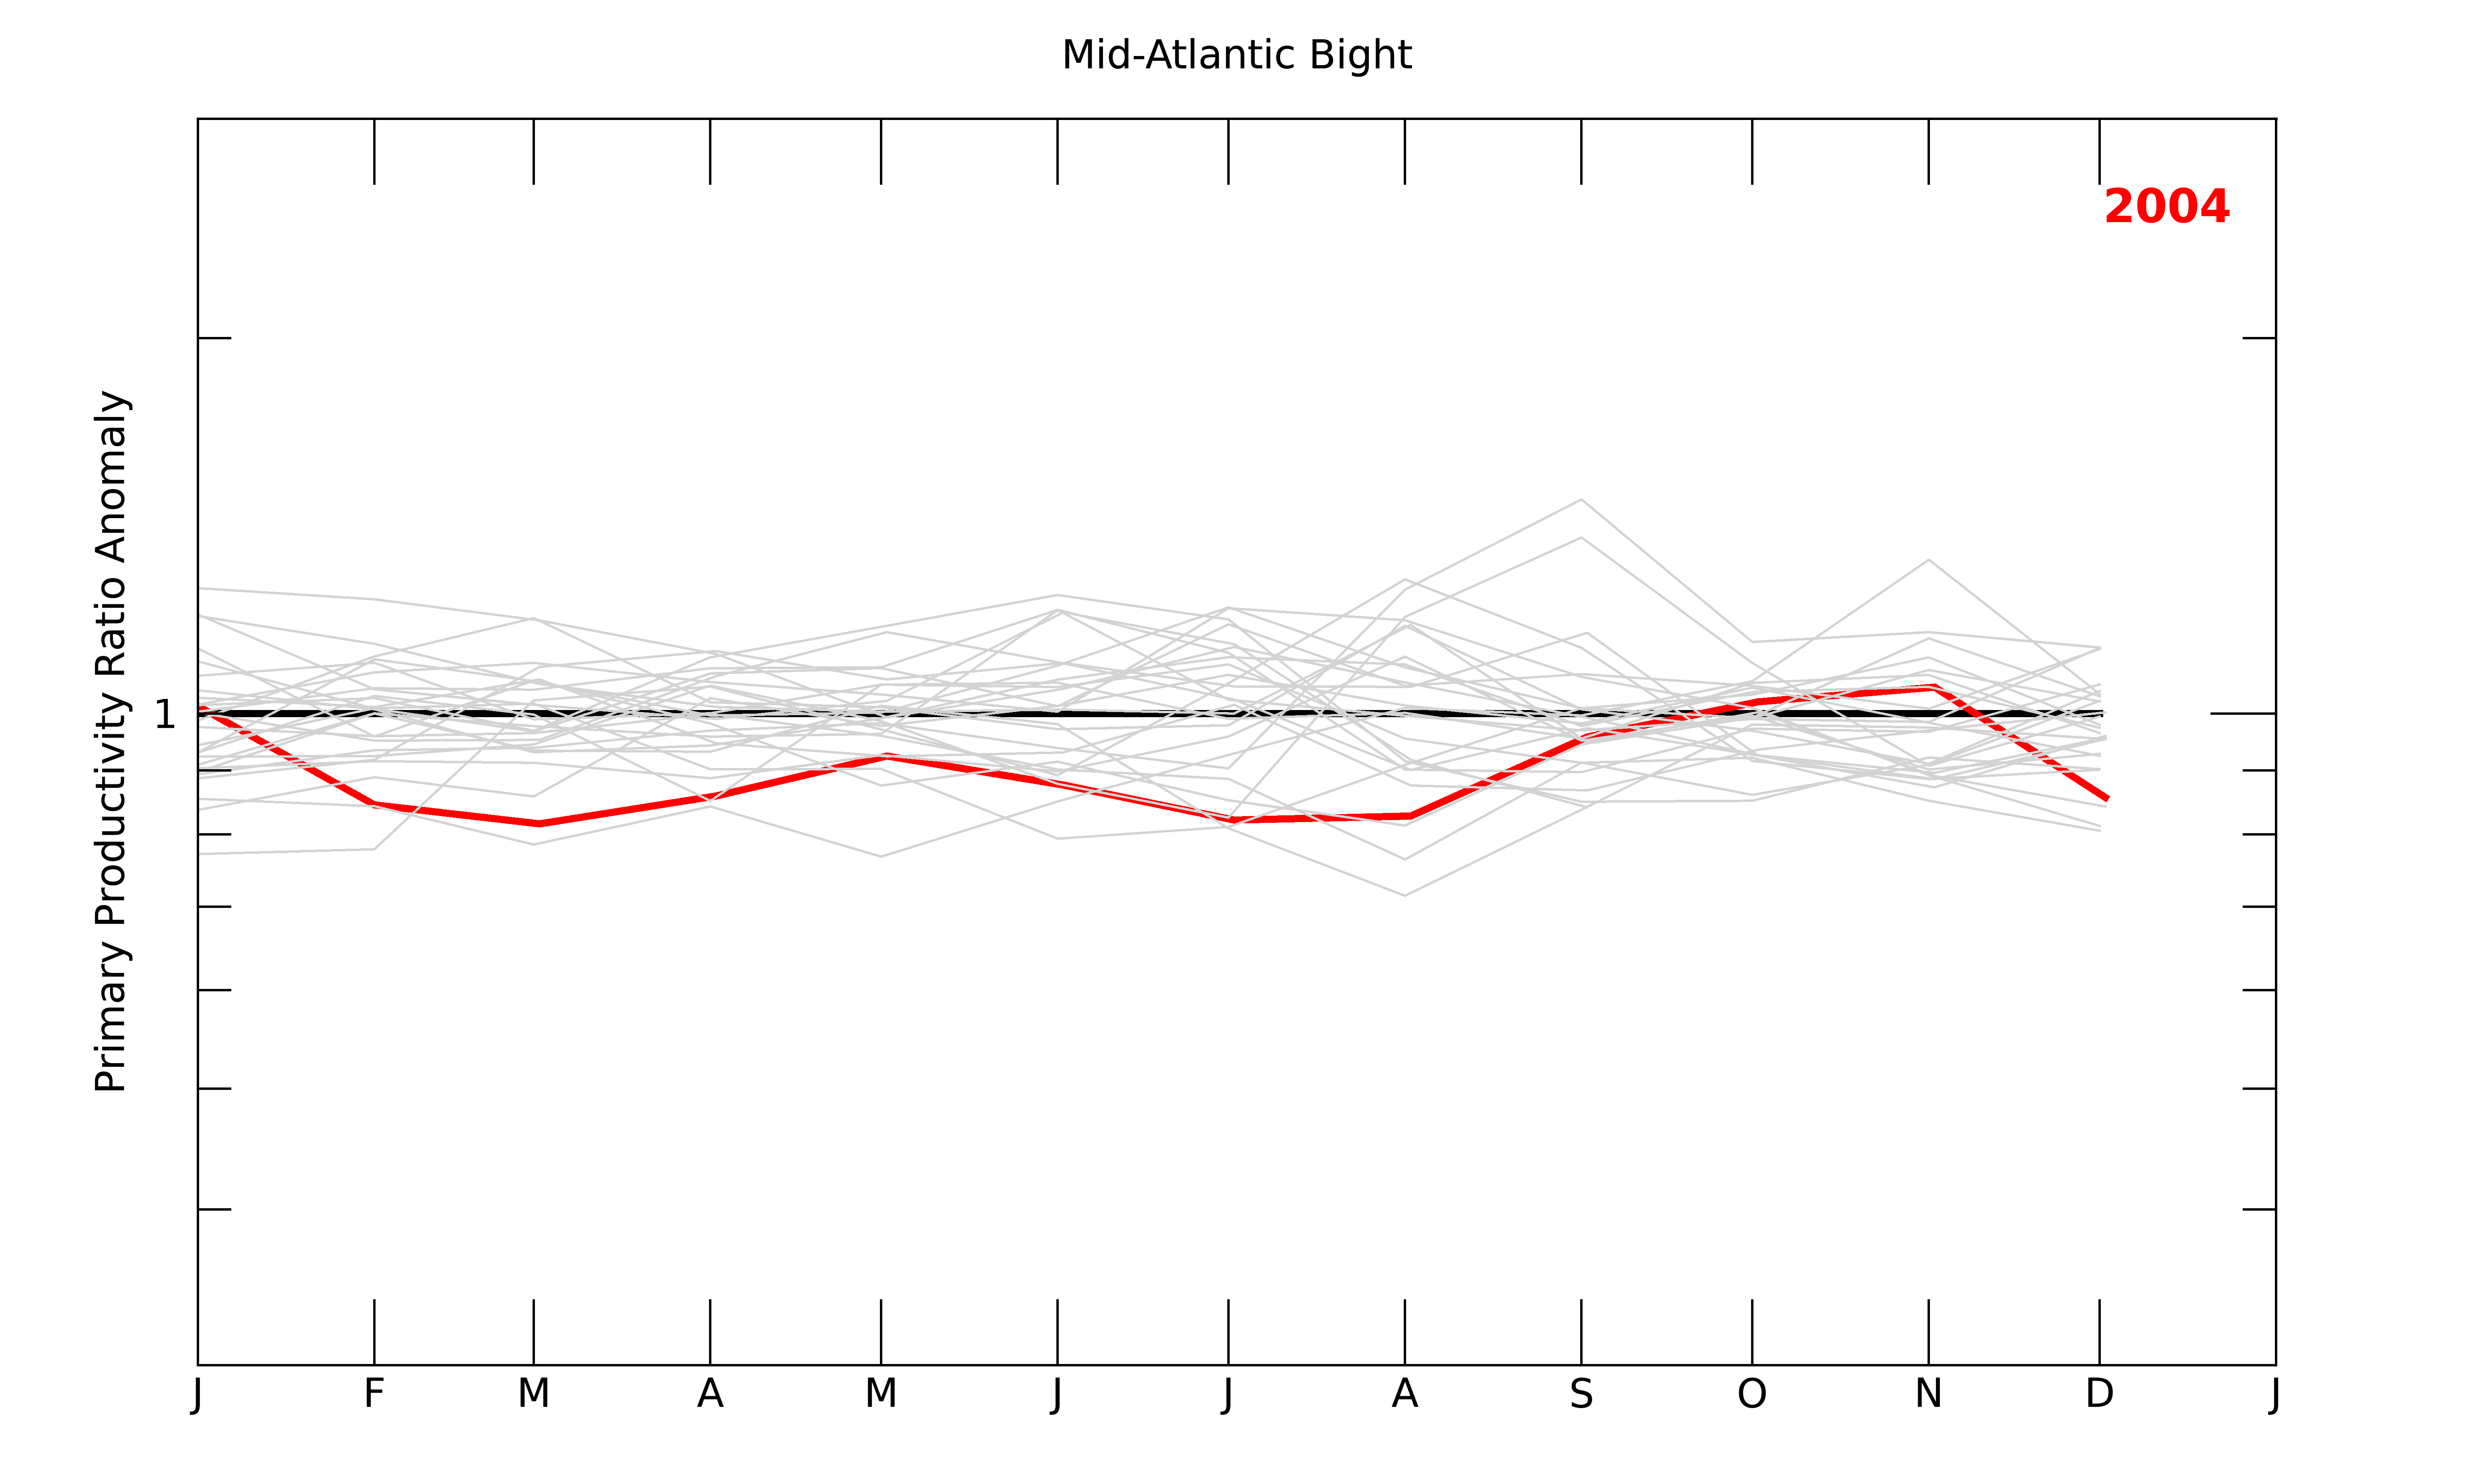 Mid-Atlantic Bight
2004
Primary Productivity Ratio Anomaly
1
J F M A M J J A S O N D J